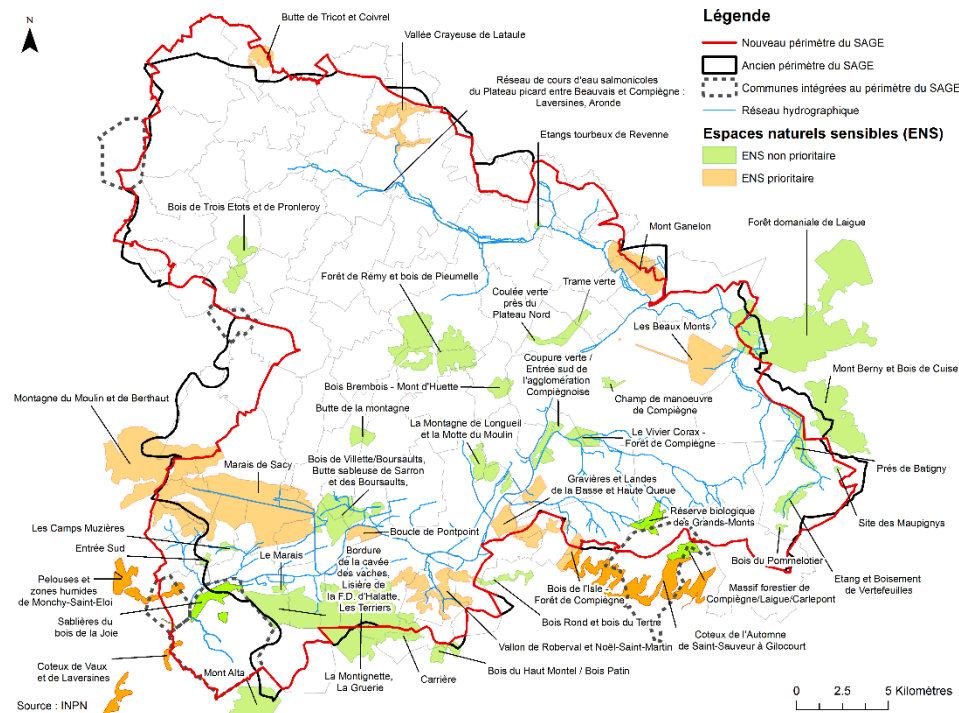 N
Butte de Tricot et Coivrel
Vallée Crayeuse de Lataule
Réseau de cours d'eau salmonicoles
du Plateau picard entre Beauvais et Compiègne :
Laversines, Aronde
Etangs tourbeux de Revenne
Légende
Nouveau périmètre du SAGE
Ancien périmètre du SAGE
Communes intégrées au périmètre du SAGE
Réseau hydrographique
Espaces naturels sensibles (ENS)
ENS non prioritaire
ENS prioritaire
Bois de Trois Etots et de Pronleroy
Mont Ganelon
Forêt domaniale de Laigue
Forêt de Rémy et bois de Pieumelle
Coulée verte
près du
Plateau Nord
Trame verte
Les Beaux Monts
Coupure verte /
Entrée sud de
l'agglomération
Compiégnoise
Mont Berny et Bois de Cuise
Bois Brembois - Mont d'Huette
Champ de manoeuvre
de Compiègne
Montagne du Moulin et de Berthaut
Butte de la montagne
La Montagne de Longueil
et la Motte du Moulin
Le Vivier Corax -
Forêt de Compiègne
Marais de Sacy
Bois de Villette/Boursaults,
Butte sableuse de Sarron
et des Boursaults,
Prés de Batigny
Gravières et Landes
de la Basse et Haute Queue
Réserve biologique
des Grands-Monts
Site des Maupignys
Les Camps Muzières
Boucle de Pontpoint
Entrée Sud
Le Marais
Bordure
de la cavée
des vaches,
Lisière de
la F.D. d'Halatte,
Les Terriers
Bois du Pommelotier
Pelouses et
zones humides
de Monchy-Saint-Eloi
Bois de l'Isle
Forêt de Compiègne
Massif forestier de
Compiègne/Laigue/Carlepont
Etang et Boisement
de Vertefeuilles
Sablières du
bois de la Joie
Bois Rond et bois du Tertre
Coteux de l'Automne
de Saint-Sauveur à Gilocourt
Vallon de Roberval et Noël-Saint-Martin
Coteux de Vaux
et de Laversines
Mont Alta
La Montignette,
La Gruerie
Carrière
Bois du Haut Montel / Bois Patin
Source : INPN
0 2.5 5 Kilomètres